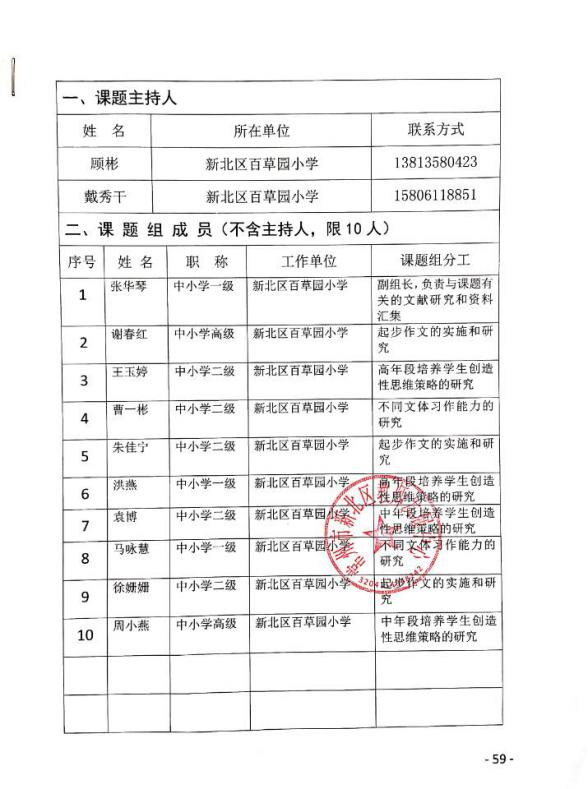 一、课题主持人
姓 名 所在单位 联系方式
顾彬 新北区百草园小学 13813580423
戴秀干 新北区百草园小学 15806118851
二、课 题 组 成 员（不含主持人，限10人）
序号 姓 名 职 称 工作单位 课题组分工
1 张华琴 中小学一级 新北区百草园小学 副组长，负责与课题有
关的文献研究和资料
汇集
2 谢春红 中小学高级 新北区百草园小学 起步作文的实施和研
究
3 王玉婷 中小学二级 新北区百草园小学 高年段培养学生创造
性思维策略的研究
4 曹一彬 中小学二级 新北区百草园小学 不同文体习作能力的
研究
5 朱佳宁 中小学二级 新北区百草园小学 起步作文的实施和研
究
6 洪燕 中小学一级 新北区百草园小学 高年段培养学生创造
性思维策略的研究
7 袁博 中小学二级 新北区百草园小学 中年段培养学生创造
性思维策略的研究
8 马咏慧 中小学一级 新北区百草园小学 不同文体习作能力的
研究
9 徐姗姗 中小学二级 新北区百草园小学 起步作文的实施和研
究
10 周小燕 中小学高级 新北区百草园小学 中年段培养学生创造
性思维策略的研究
常州市新北区
- 59 -